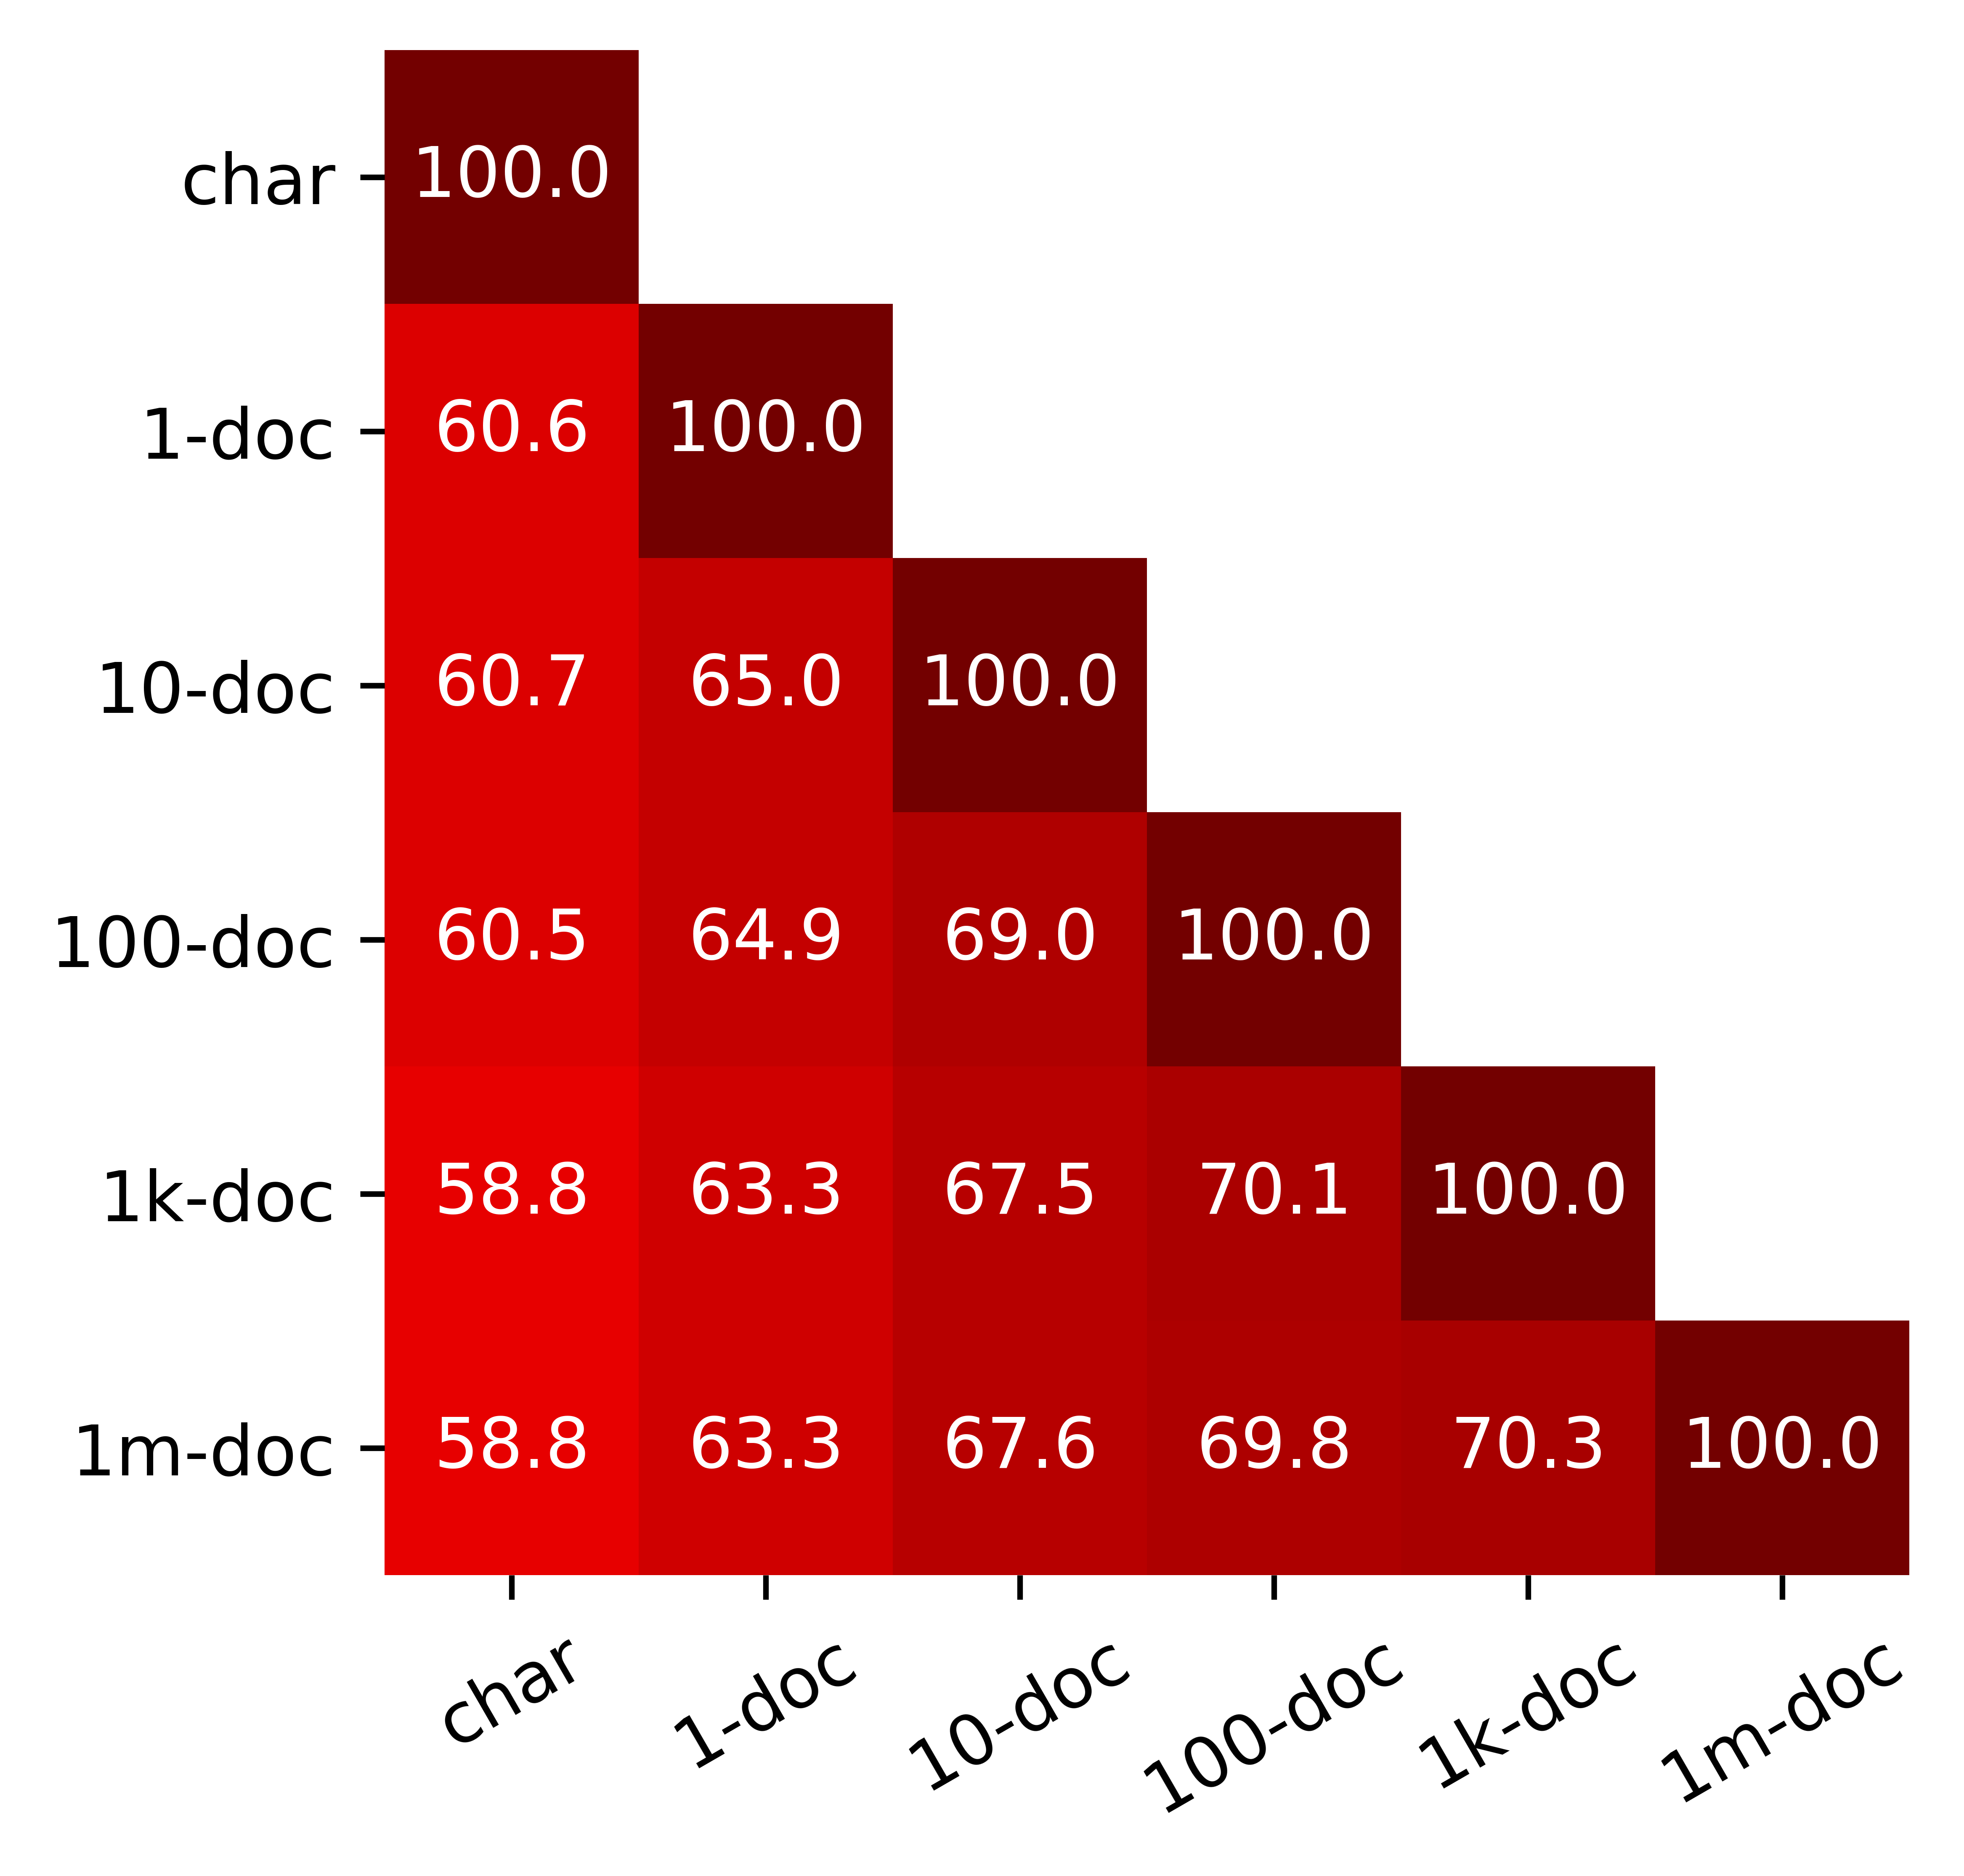 char 100.0
1-doc 60.6 100.0
10-doc 60.7 65.0 100.0
100-doc 60.5 64.9 69.0 100.0
1k-doc 58.8 63.3 67.5 70.1 100.0
1m-doc 58.8 63.3 67.6 69.8 70.3 100.0
char 1-doc 10-doc 100-doc 1k-doc 1m-doc